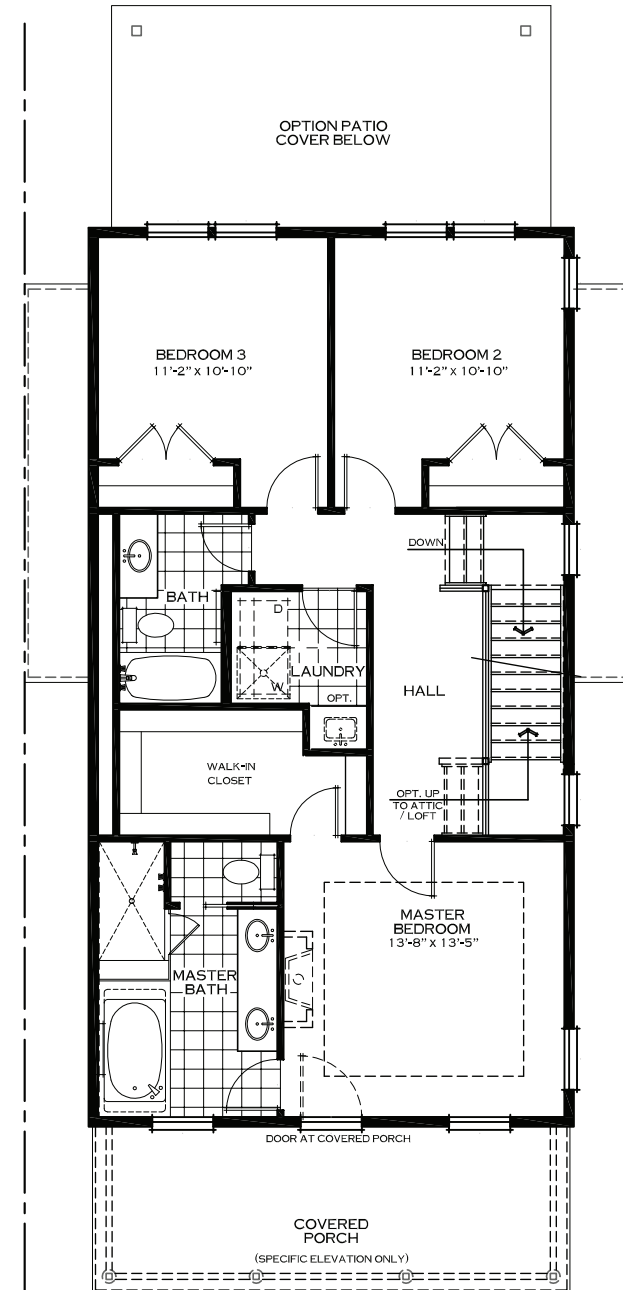 OPTION PATIO
COVER BELOW
BEDROOM 3
11'-2" x 10'-10"
BEDROOM 2
11'-2" x 10'-10"
DOWN
BATH
D
LAUNDRY
W
OPT.
HALL
WALK-IN
CLOSET
OPT. UP
TO ATTIC
/ LOFT
MASTER
BEDROOM
13'-8" x 13'-5"
MASTER
BATH
DOOR AT COVERED PORCH
COVERED
PORCH
(SPECIFIC ELEVATION ONLY)